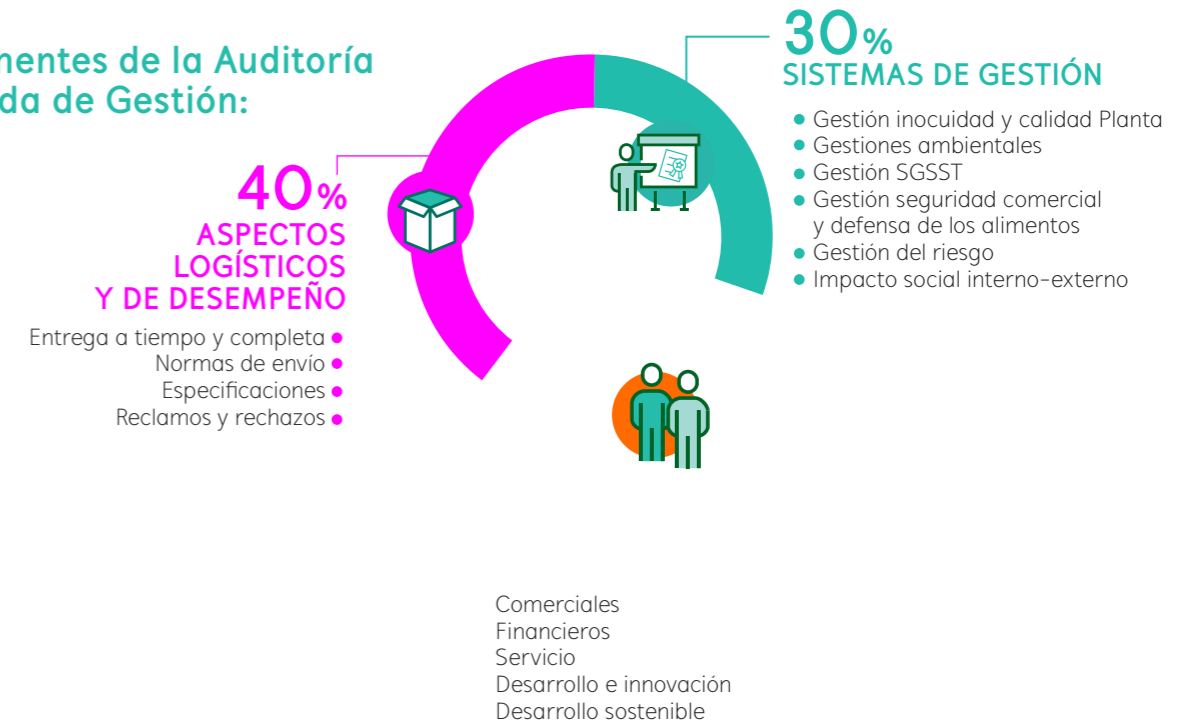 de la Auditoría
de Gestión:
40%
ASPECTOS
LOGÍSTICOS
Y DE DESEMPEÑO
Entrega a tiempo y completa
Normas de envío
Especificaciones
Reclamos y rechazos
30%
SISTEMAS DE GESTIÓN
Gestión inocuidad y calidad Planta
Gestiones ambientales
Gestión SGSST
Gestión seguridad comercial
y defensa de los alimentos
Gestión del riesgo
Impacto social interno-externo
Comerciales
Financieros
Servicio
Desarrollo e innovación
Desarrollo sostenible